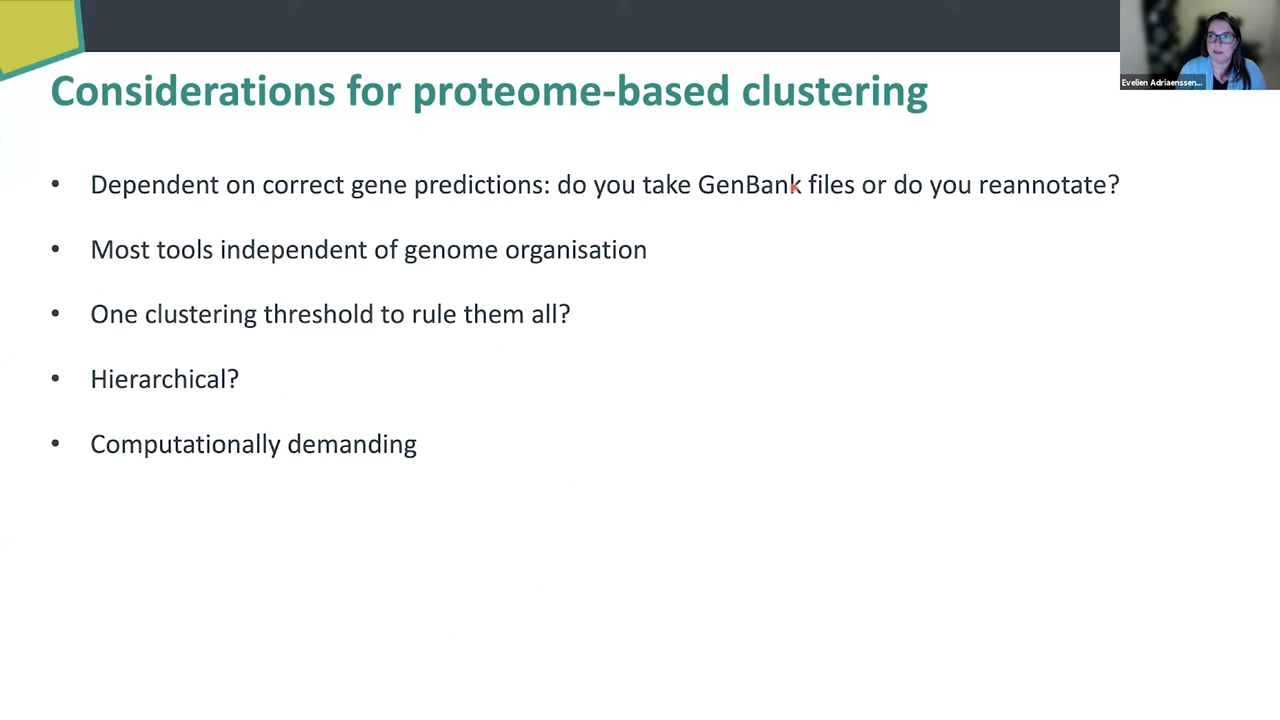 Considerations for proteome-based clustering
Evelien Adriaenssen...
• Dependent on correct gene predictions: do you take GenBank files or do you reannotate?
• Most tools independent of genome organisation
• One clustering threshold to rule them all?
• Hierarchical?
• Computationally demanding